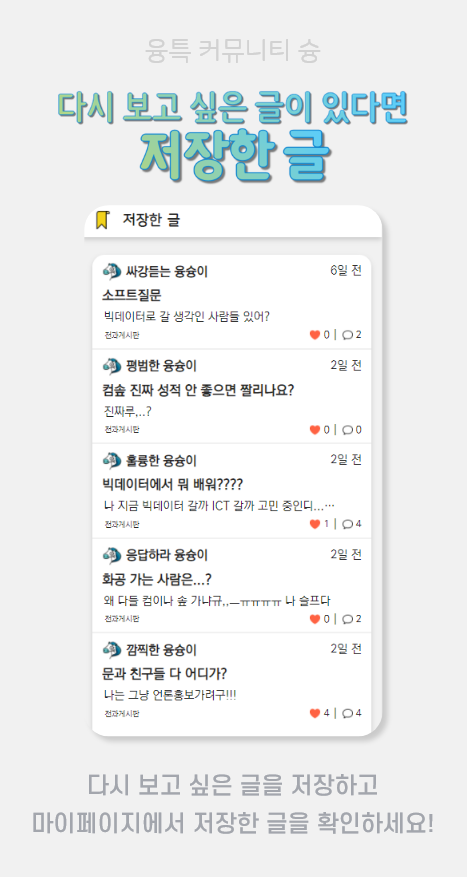 융특 커뮤니티 슝
다시 보고 싶은 글이 있다면
저장한 글
저장한 글
싸강듣는 융슝이 6일 전
소프트질문
빅데이터로 갈 생각인 사람들 있어?
전과게시판 0 | 2
평범한 융슝이 2일 전
컴솦 진짜 성적 안 좋으면 짤리나요?
진짜루,..?
전과게시판 0 | 0
훌륭한 융슝이 2일 전
빅데이터에서 뭐 배워????
나 지금 빅데이터 갈까 ICT 갈까 고민 중인디...…
전과게시판 1 | 4
응답하라 융슝이 2일 전
화공 가는 사람은...?
왜 다들 컴이나 솦 가냐규,,ㅡㅠㅠㅠㅠ 나 슬프다
전과게시판 0 | 2
깜찍한 융슝이 2일 전
문과 친구들 다 어디가?
나는 그냥 언론홍보가려구!!!
전과게시판 4 | 4
다시 보고 싶은 글을 저장하고
마이페이지에서 저장한 글을 확인하세요!